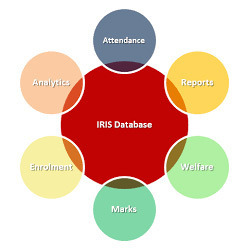 Attendance
Analytics
Reports
IRIS Database
Enrolment
Welfare
Marks